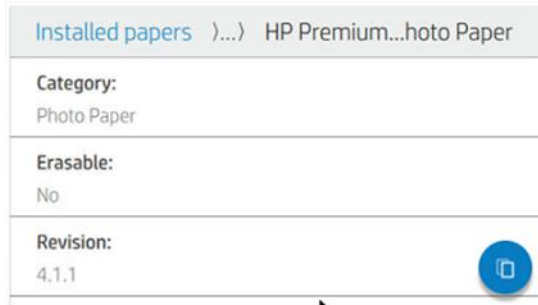 Installed papers ⟩...⟩ HP Premium...hoto Paper
Category:
Photo Paper
Erasable:
No
Revision:
4.1.1